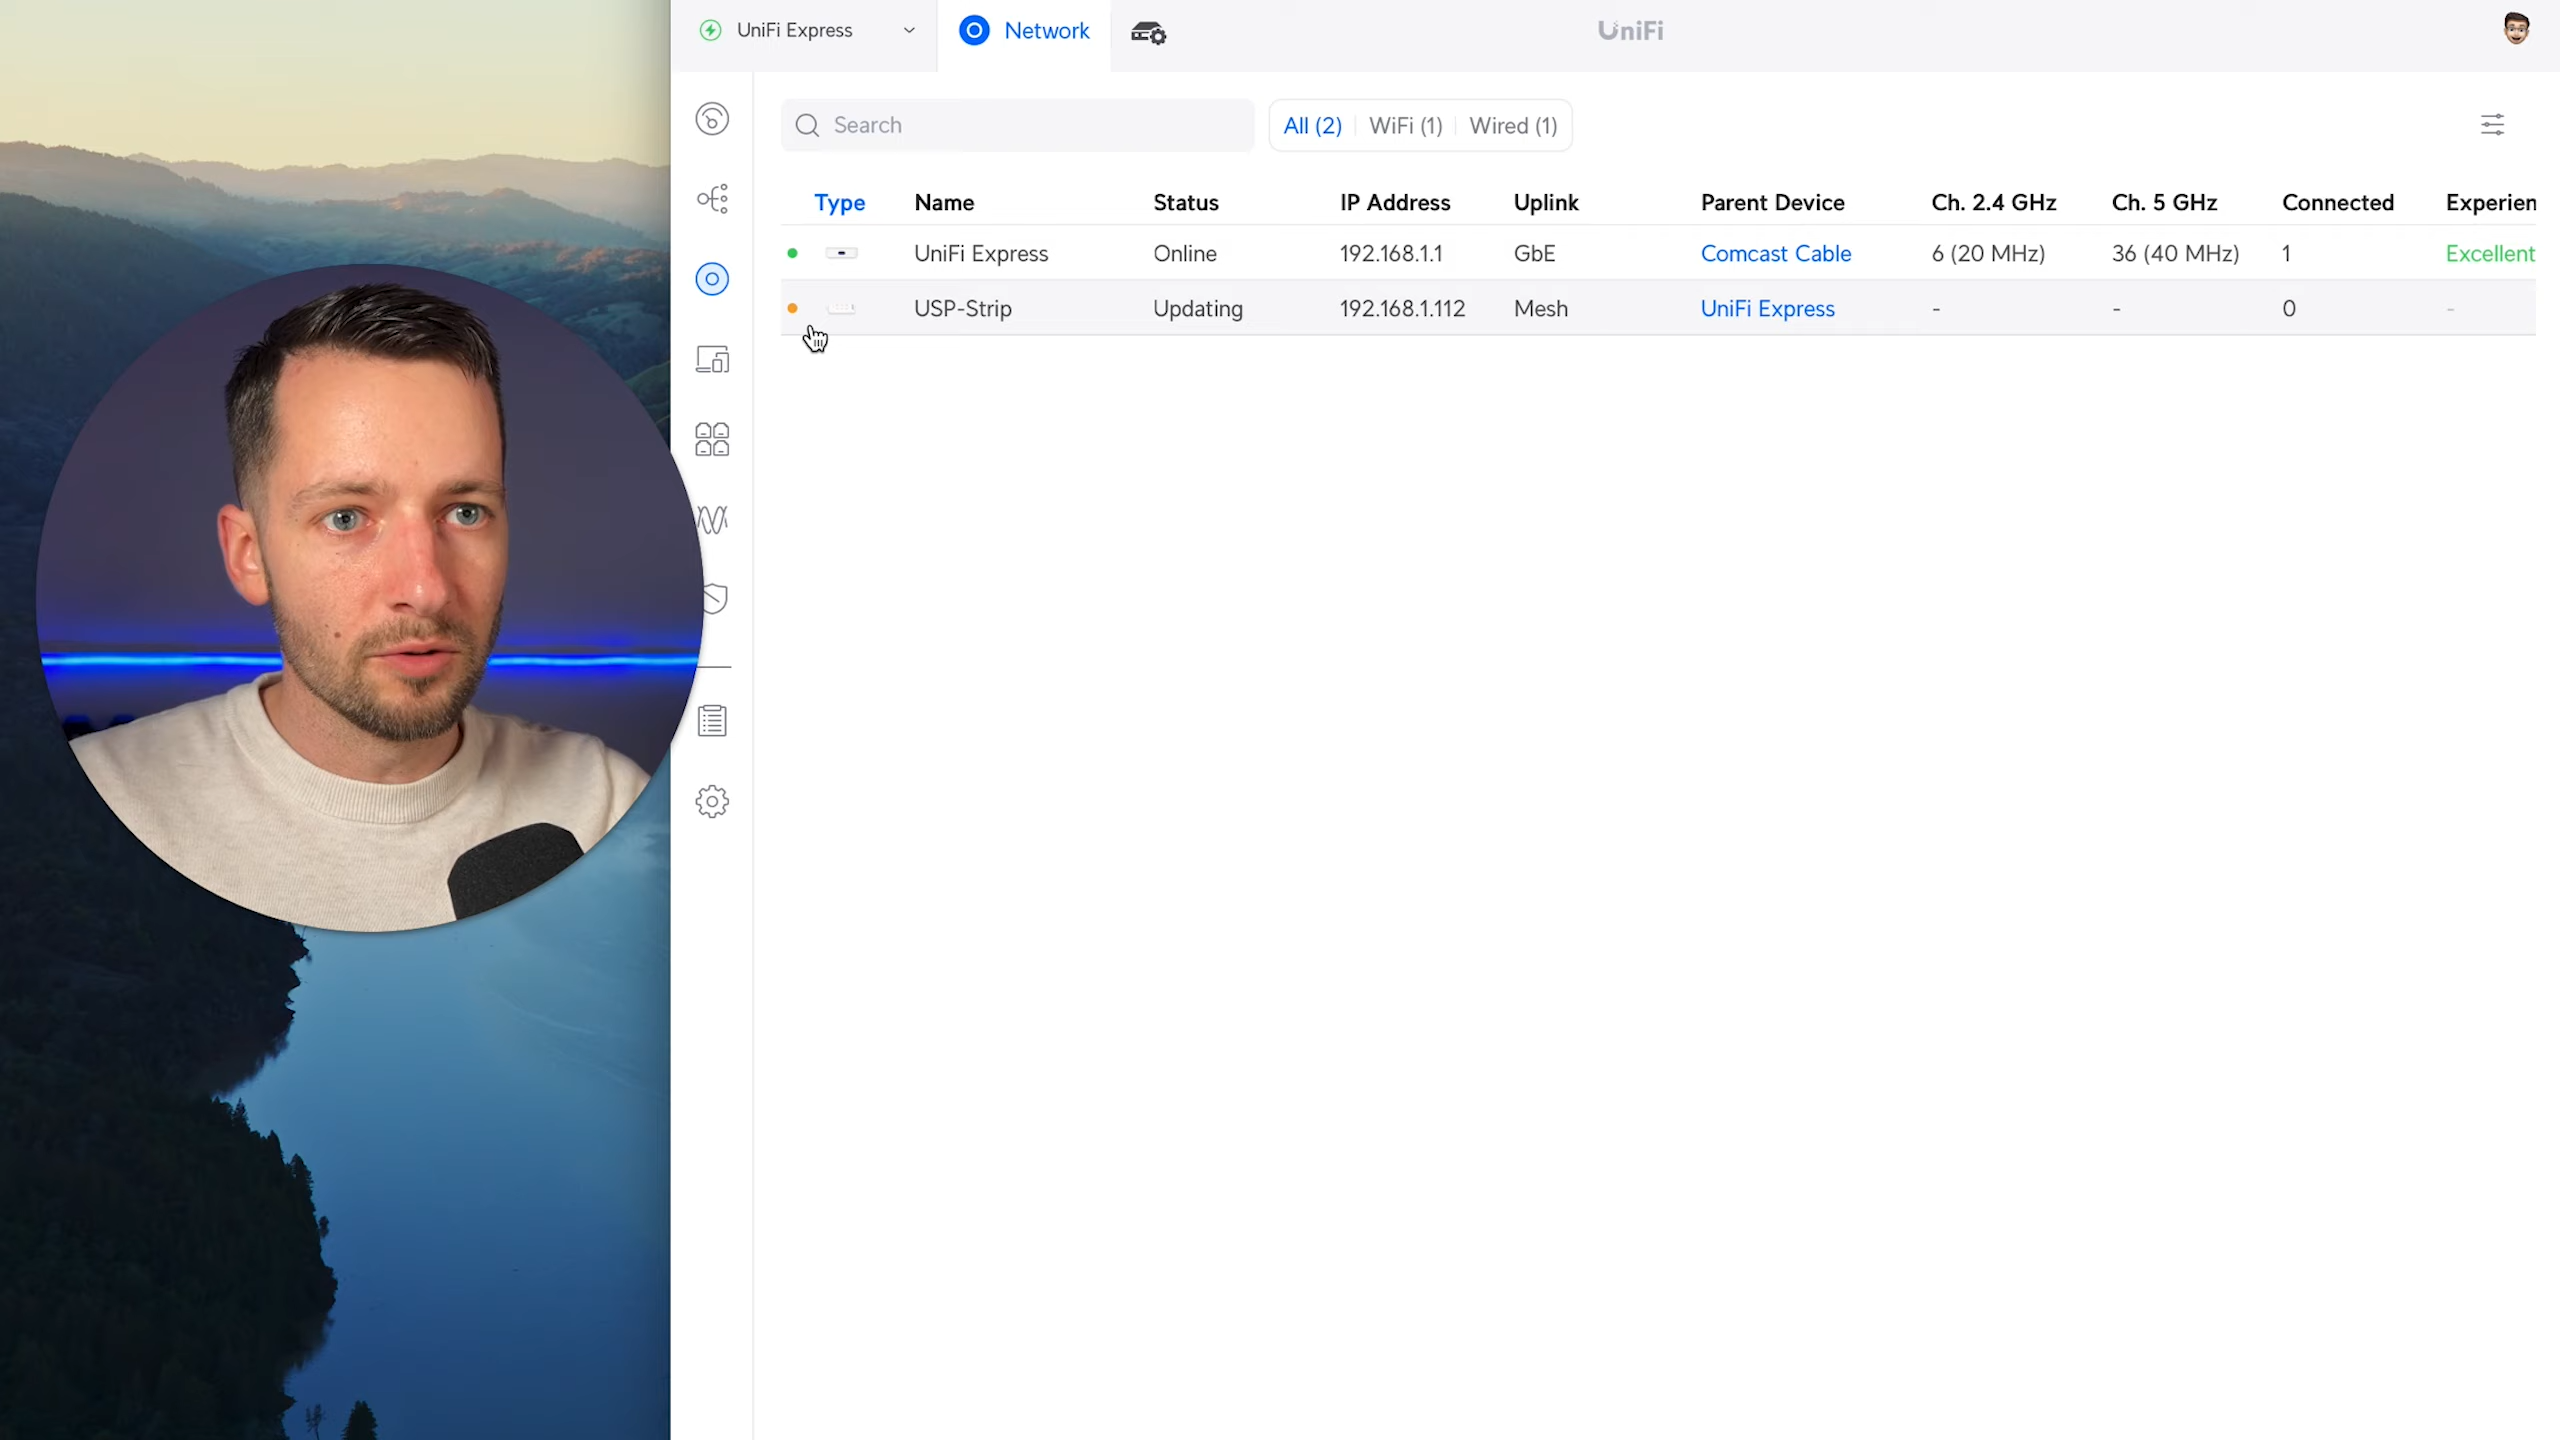 UniFi Express
Network
UniFi
Search
All (2) WiFi (1) Wired (1)
Type Name Status IP Address Uplink Parent Device Ch. 2.4 GHz Ch. 5 GHz Connected Experien
UniFi Express Online 192.168.1.1 GbE Comcast Cable 6 (20 MHz) 36 (40 MHz) 1 Excellent
USP-Strip Updating 192.168.1.112 Mesh UniFi Express - - 0 -